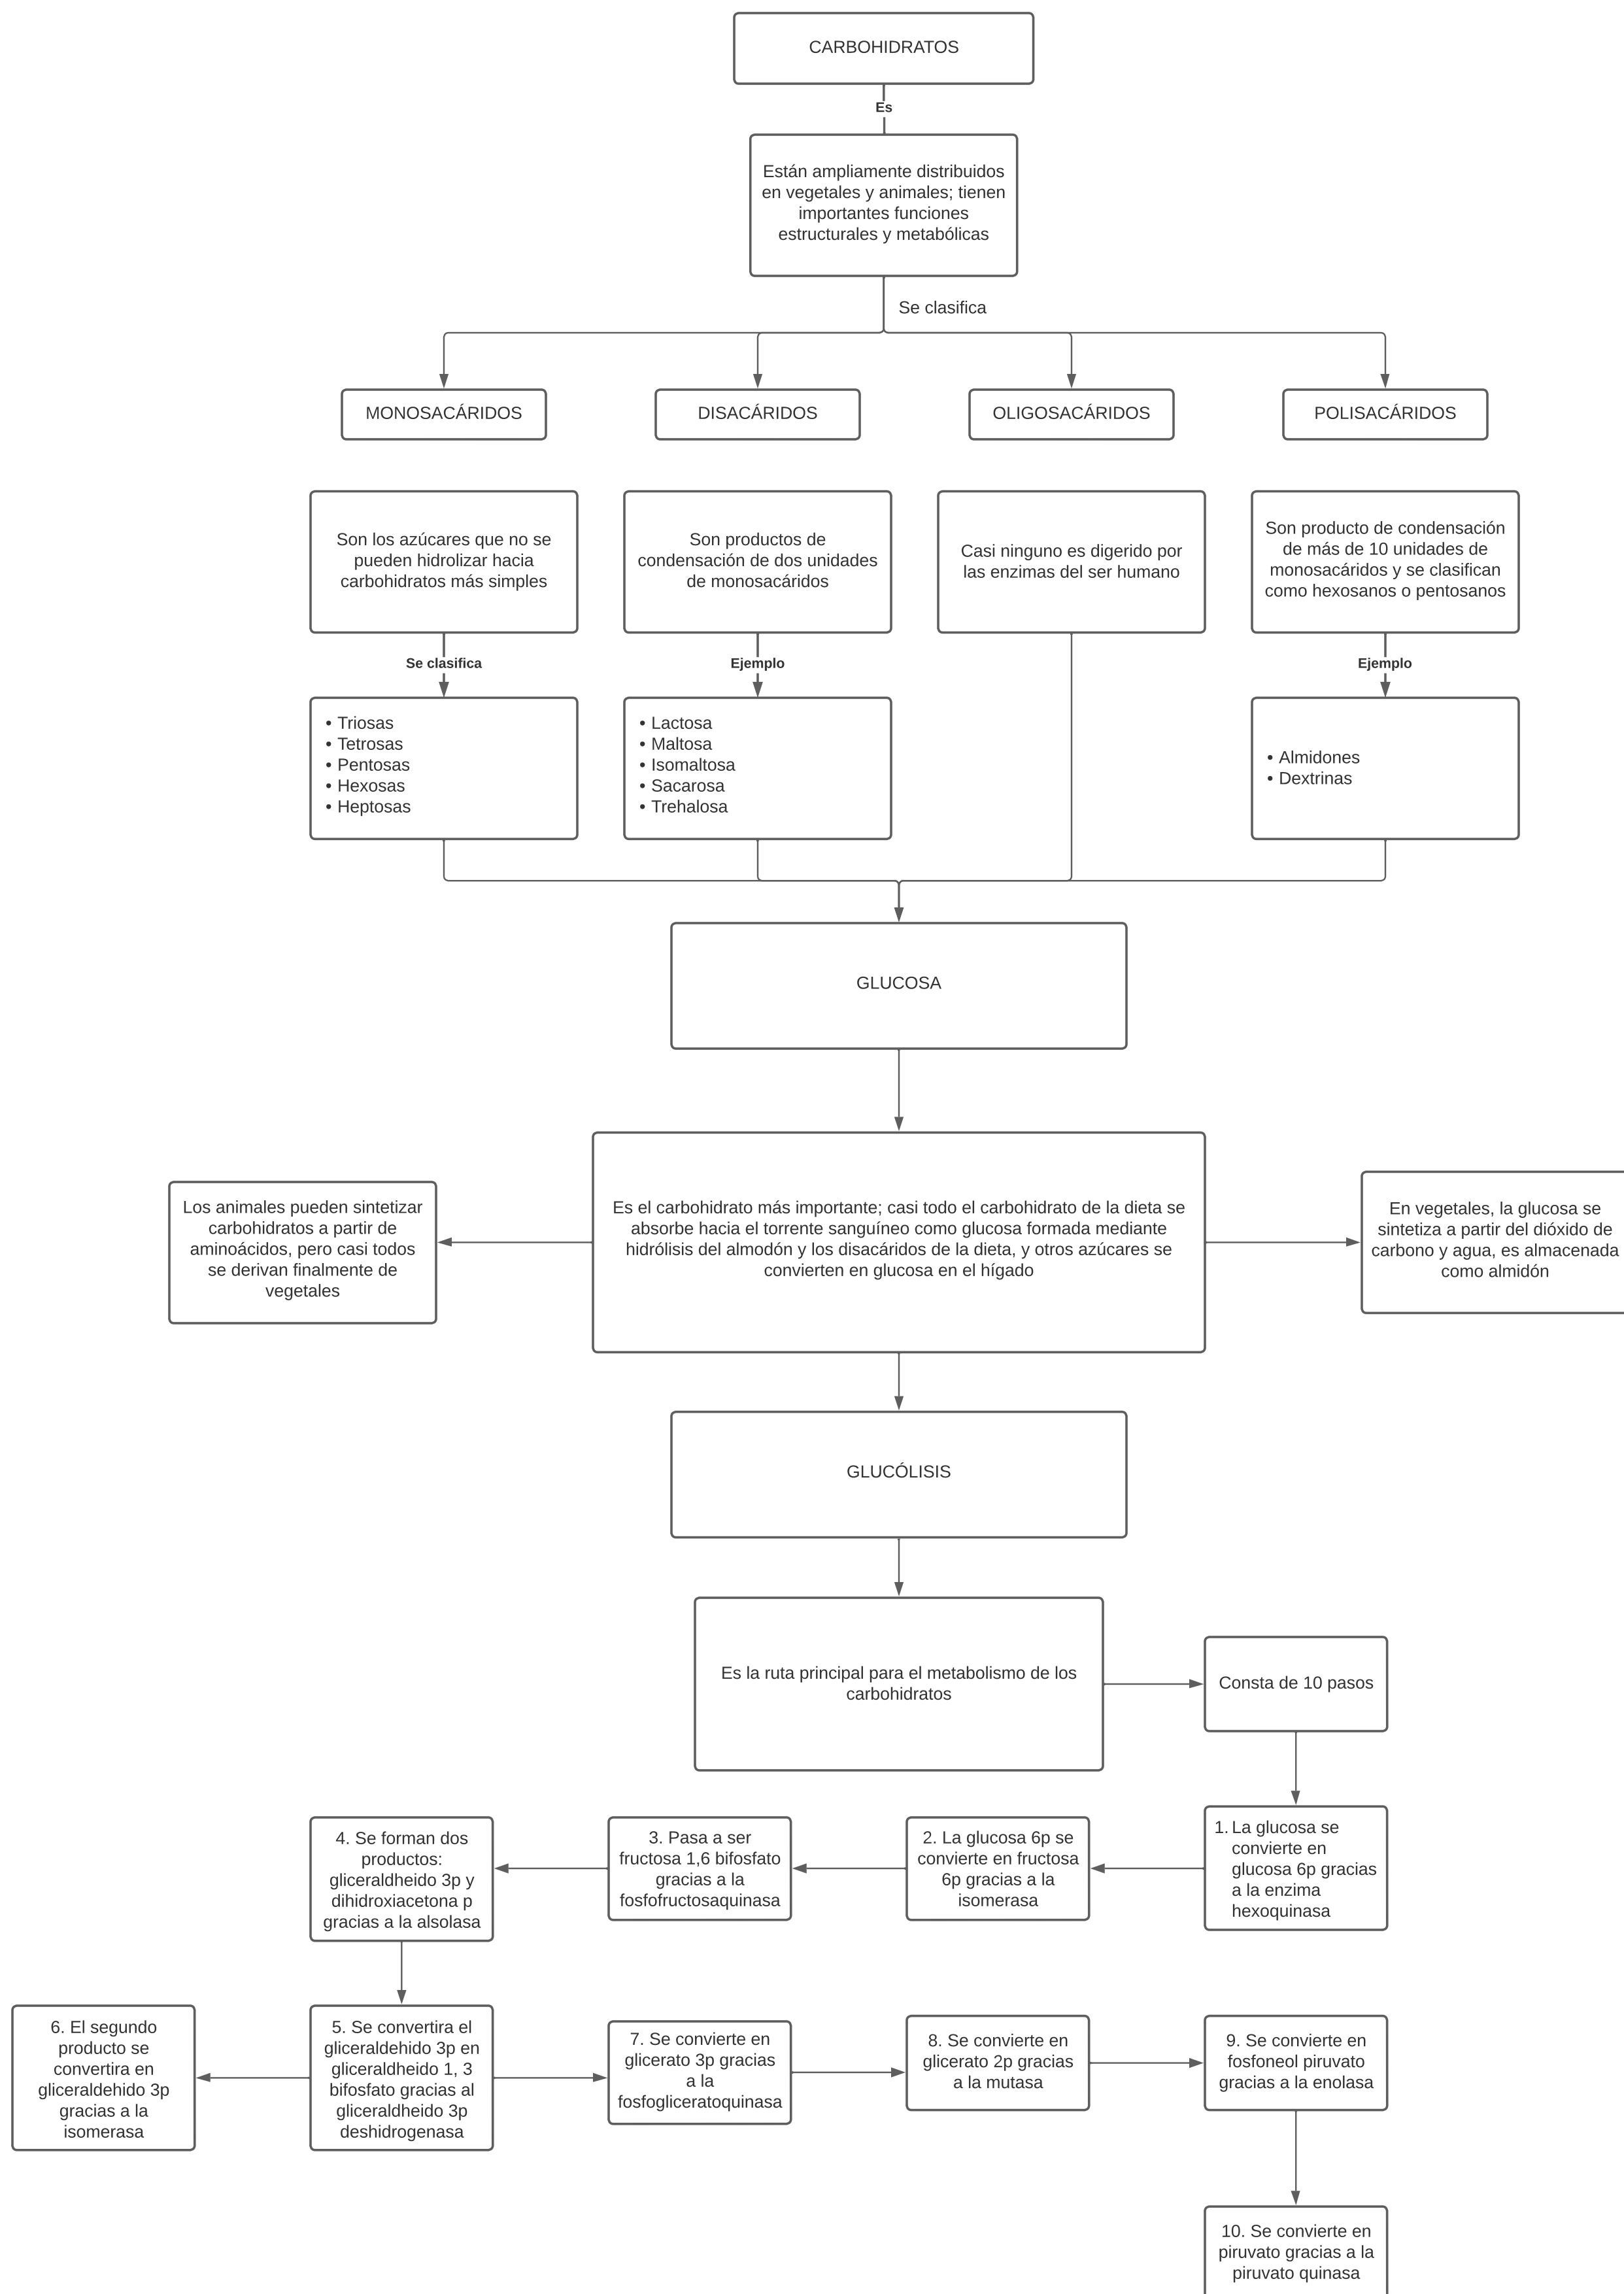 CARBOHIDRATOS
Es
Están ampliamente distribuidos
en vegetales y animales; tienen
importantes funciones
estructurales y metabólicas
Se clasifica
MONOSACÁRIDOS
DISACÁRIDOS
OLIGOSACÁRIDOS
POLISACÁRIDOS
Son los azúcares que no se
pueden hidrolizar hacia
carbohidratos más simples
Son productos de
condensación de dos unidades
de monosacáridos
Casi ninguno es digerido por
las enzimas del ser humano
Son producto de condensación
de más de 10 unidades de
monosacáridos y se clasifican
como hexosanos o pentosanos
Se clasifica
Ejemplo
Ejemplo
• Triosas
• Tetrosas
• Pentosas
• Hexosas
• Heptosas
• Lactosa
• Maltosa
• Isomaltosa
• Sacarosa
• Trehalosa
• Almidones
• Dextrinas
GLUCOSA
Los animales pueden sintetizar
carbohidratos a partir de
aminoácidos, pero casi todos
se derivan finalmente de
vegetales
Es el carbohidrato más importante; casi todo el carbohidrato de la dieta se
absorbe hacia el torrente sanguíneo como glucosa formada mediante
hidrólisis del almodón y los disacáridos de la dieta, y otros azúcares se
convierten en glucosa en el hígado
En vegetales, la glucosa se
sintetiza a partir del dióxido de
carbono y agua, es almacenada
como almidón
GLUCÓLISIS
Es la ruta principal para el metabolismo de los
carbohidratos
Consta de 10 pasos
1. La glucosa se
convierte en
glucosa 6p gracias
a la enzima
hexoquinasa
2. La glucosa 6p se
convierte en fructosa
6p gracias a la
isomerasa
3. Pasa a ser
fructosa 1,6 bifosfato
gracias a la
fosfofructosaquinasa
4. Se forman dos
productos:
gliceraldheido 3p y
dihidroxiacetona p
gracias a la alsolasa
5. Se convertira el
gliceraldehido 3p en
gliceraldheido 1, 3
bifosfato gracias al
gliceraldheido 3p
deshidrogenasa
6. El segundo
producto se
convertira en
gliceraldehido 3p
gracias a la
isomerasa
7. Se convierte en
glicerato 3p gracias
a la
fosfogliceratoquinasa
8. Se convierte en
glicerato 2p gracias
a la mutasa
9. Se convierte en
fosfoneol piruvato
gracias a la enolasa
10. Se convierte en
piruvato gracias a la
piruvato quinasa